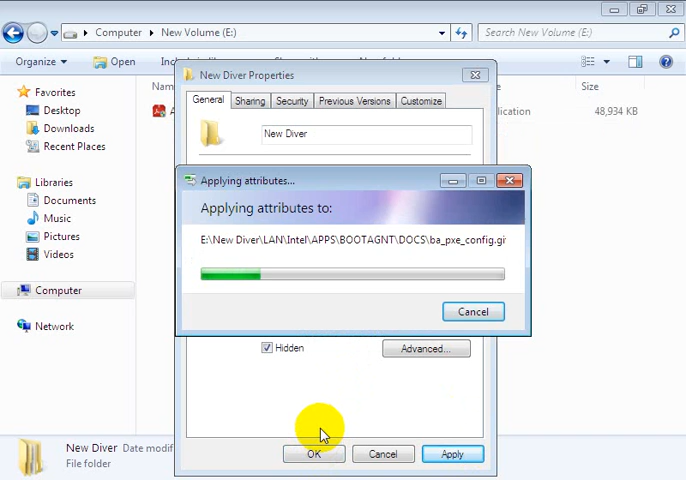 Computer
New Volume (E:)
Search New Volume (E:)
Organize
Open
New Diver Properties
Favorites
Desktop
Downloads
Recent Places
Libraries
Documents
Music
Pictures
Videos
Computer
Network
Size
48,934 KB
General
Sharing
Security
Previous Versions
Customize
New Diver
Applying attributes...
Applying attributes to:
E:\New Diver\LAN\Intel\APPS\BOOTAGNT\DOCS\ba_pxe_config.gi
Cancel
Hidden
Advanced...
OK
Cancel
Apply
New Diver
Date modif
File folder